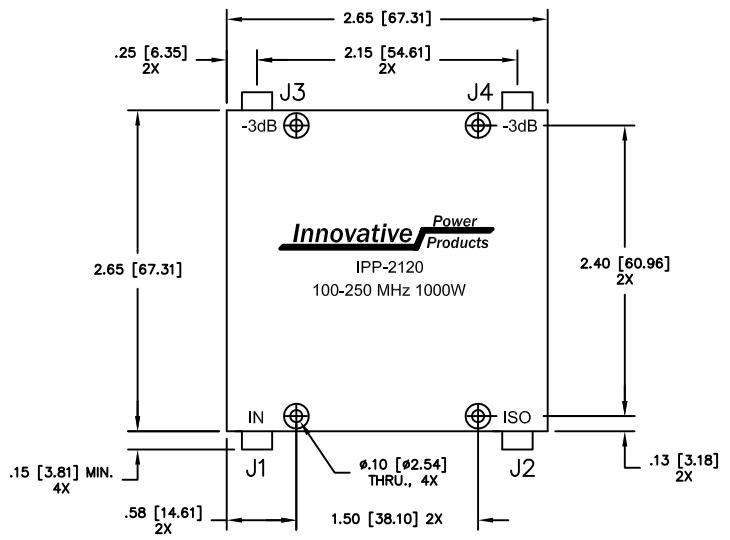 2.65 [67.31]
.25 [6.35]
2X
2.15 [54.61]
2X
J3
J4
-3dB
-3dB
Innovative Power
Products
2.65 [67.31]
IPP-2120
100-250 MHz 1000W
2.40 [60.96]
2X
IN
ISO
J1
J2
.15 [3.81] MIN.
4X
ø.10 [ø2.54]
THRU., 4X
.13 [3.18]
2X
.58 [14.61]
2X
1.50 [38.10] 2X